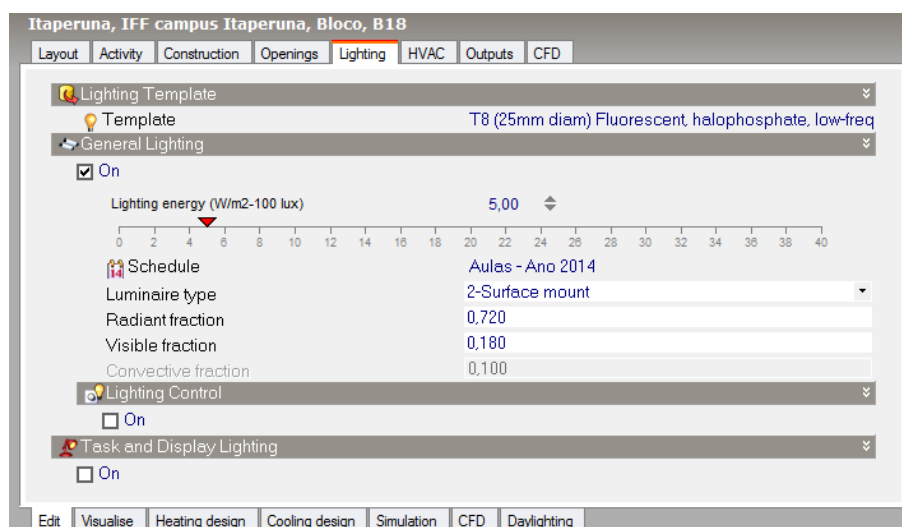 Itaperuna, IFF campus Itaperuna, Bloco, B18
Layout Activity Construction Openings Lighting HVAC Outputs CFD
Lighting Template
Template T8 (25mm diam) Fluorescent, halophosphate, low-freq
General Lighting
On
Lighting energy (W/m2-100 lux) 5,00
0 2 4 6 8 10 12 14 16 18 20 22 24 26 28 30 32 34 36 38 40
14 Schedule Aulas - Ano 2014
Luminaire type 2-Surface mount
Radiant fraction 0,720
Visible fraction 0,180
Convective fraction 0,100
Lighting Control
On
Task and Display Lighting
On
Edit Visualise Heating design Cooling design Simulation CFD Daylighting